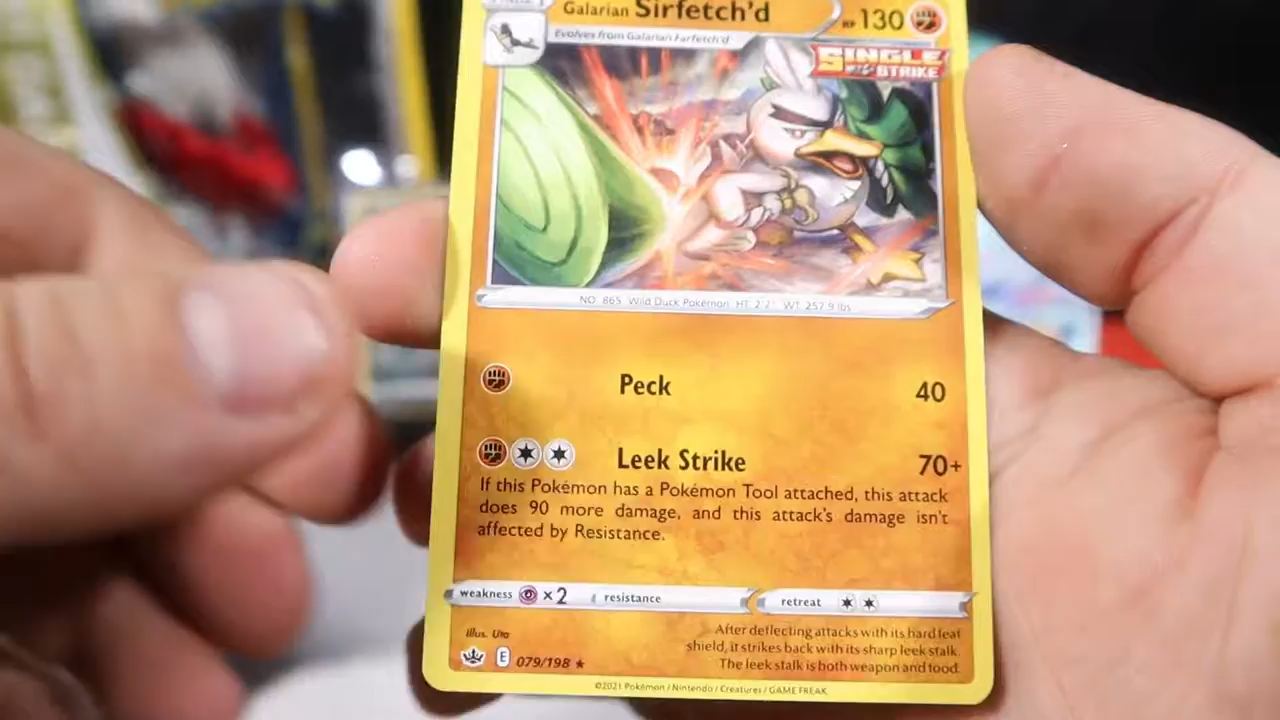 Galarian Sirfetch'd
HP 130
Evolves from Galarian Farfetch'd
SINGLE
STRIKE
NO. 865 Wild Duck Pokémon HT: 2'7" WT: 257.9 lbs
Peck 40
Leek Strike 70+
If this Pokémon has a Pokémon Tool attached, this attack
does 90 more damage, and this attack's damage isn't
affected by Resistance.
weakness ×2 resistance retreat
Illus. Uta
After deflecting attacks with its hard leaf
shield, it strikes back with its sharp leek stalk.
The leek stalk is both weapon and food.
E 079/198 ★
©2021 Pokémon / Nintendo / Creatures / GAME FREAK